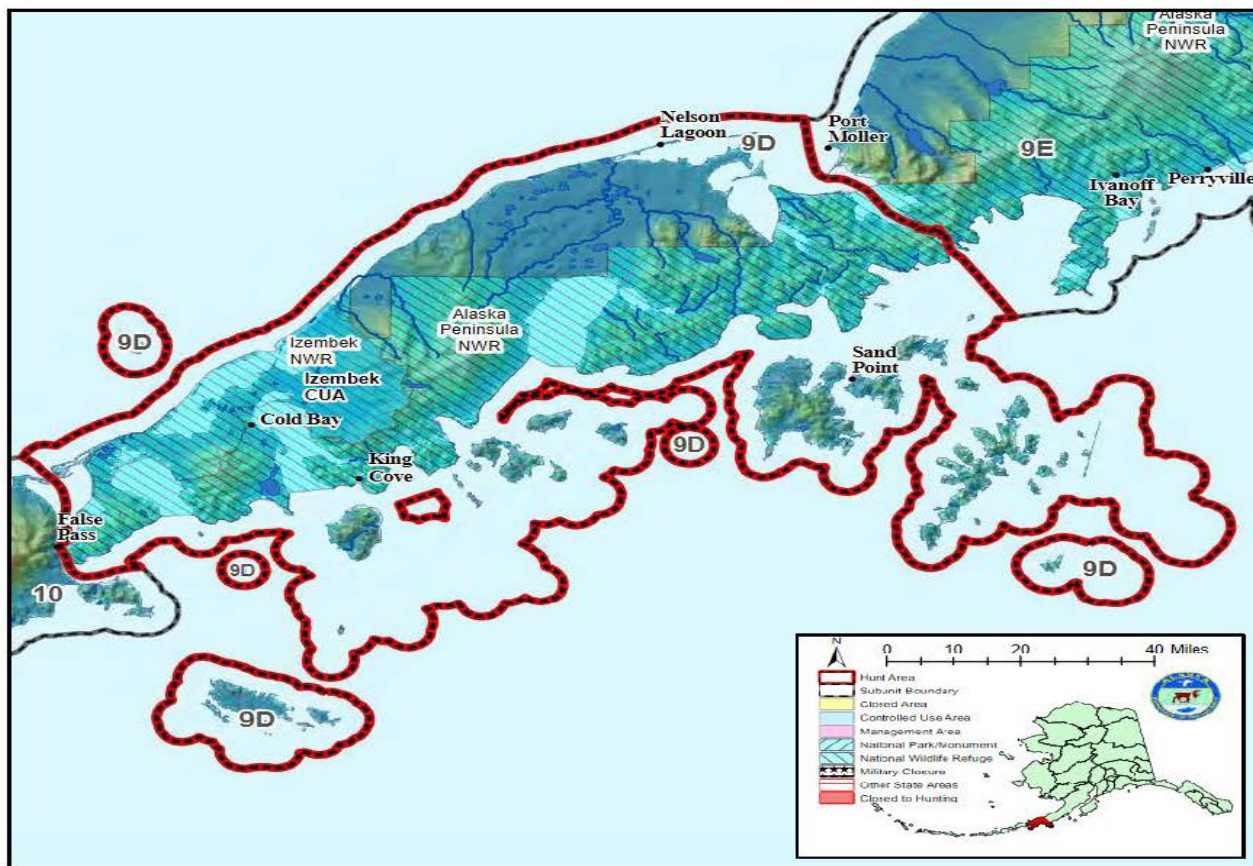 Alaska
Peninsula
NWR
Nelson
Lagoon
9D
Port
Moller
9E
Ivanoff
Bay
Perryville
9D
Izembek
NWR
Alaska
Peninsula
NWR
Izembek
CUA
Sand
Point
Cold Bay
9D
King
Cove
False
Pass
9D
9D
10
9D
N
0 10 20 40 Miles
Hunt Area
Subunit Boundary
Closed Area
Controlled Use Area
Management Area
National Park/Monument
National Wildlife Refuge
Military Closure
Other State Areas
Closed to Hunting
ALASKA